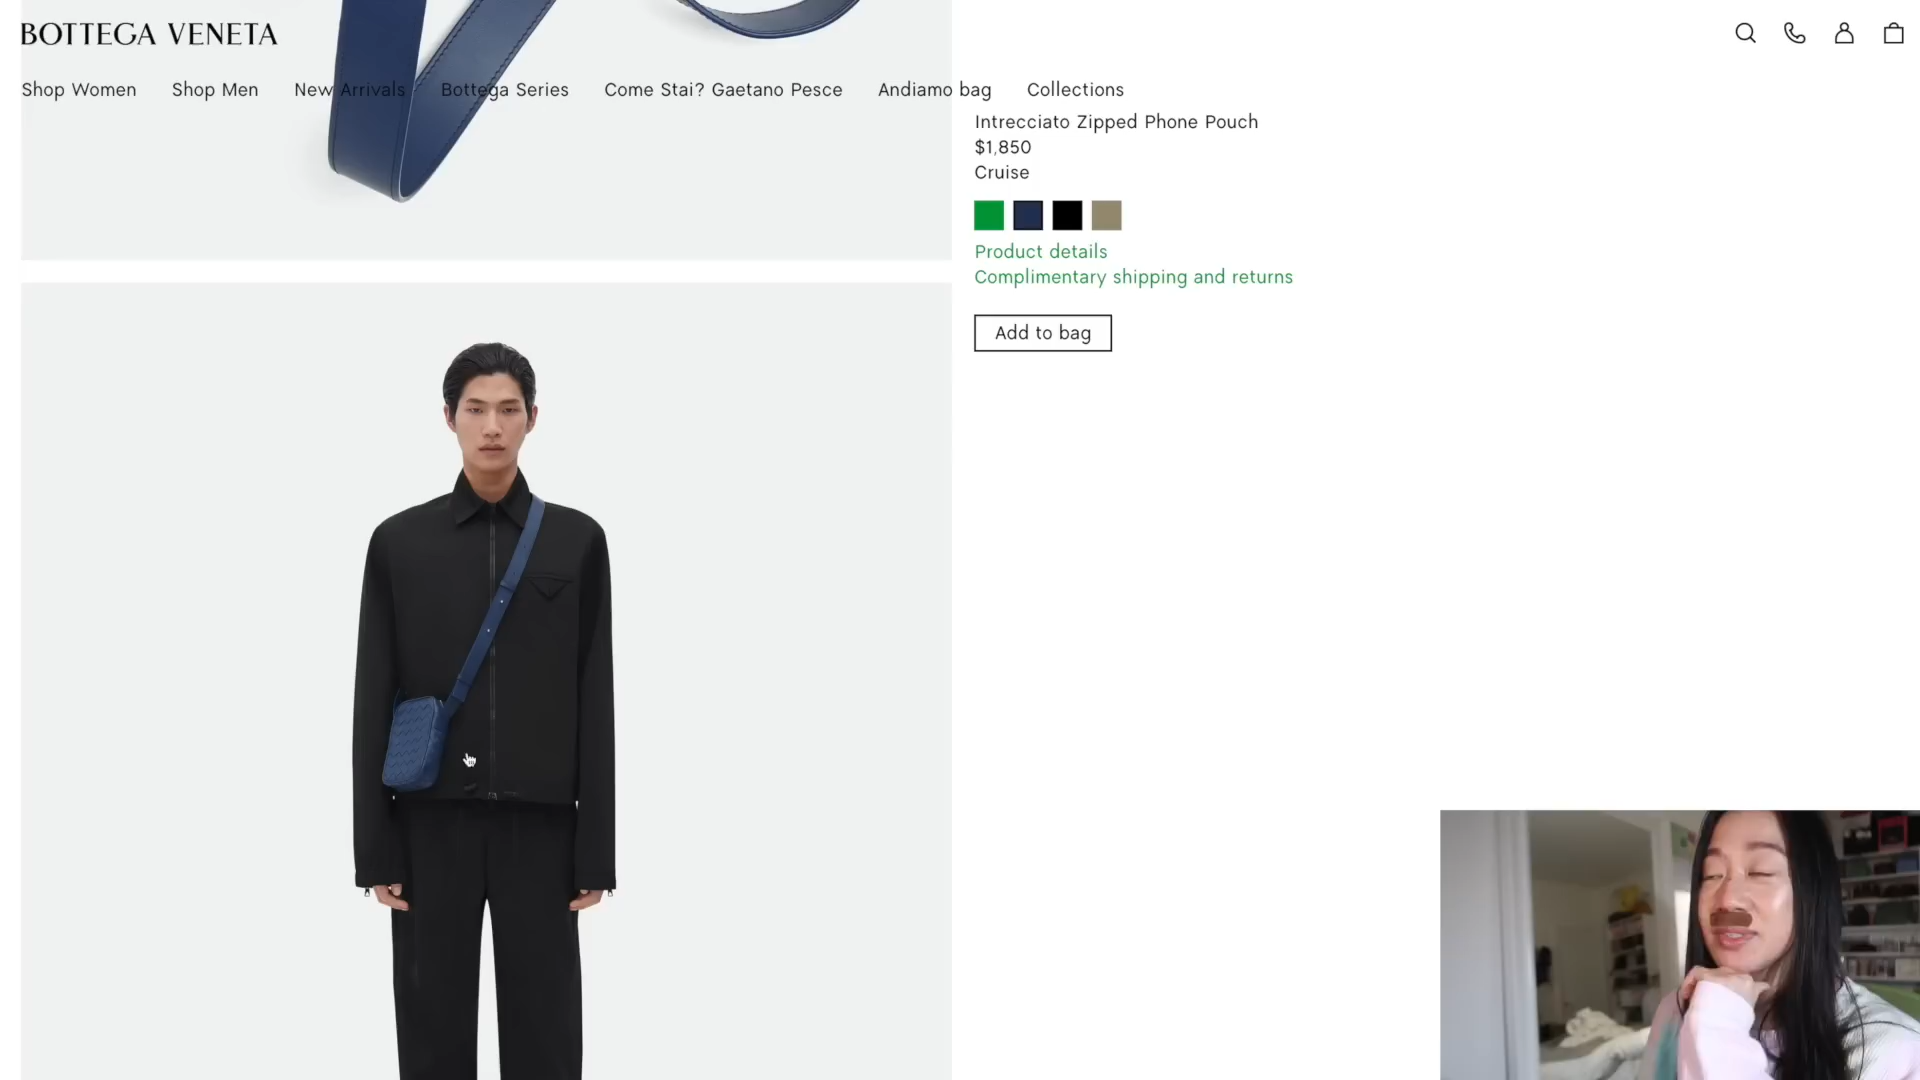 BOTTEGA VENETA
Shop Women Shop Men New Arrivals Bottega Series Come Stai? Gaetano Pesce Andiamo bag Collections
Intrecciato Zipped Phone Pouch
$1,850
Cruise
Product details
Complimentary shipping and returns
Add to bag